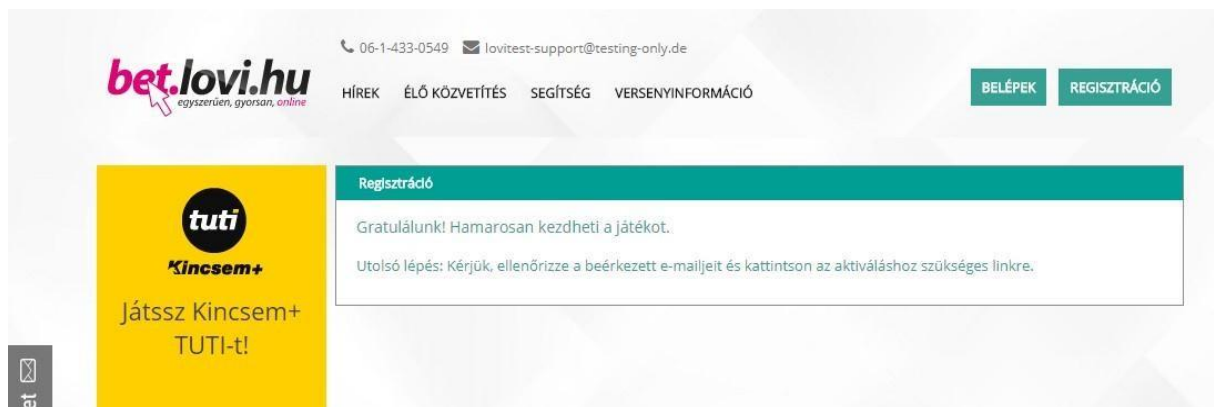 06-1-433-0549 lovitest-support@testing-only.de
bet.lovi.hu
egyszerűen, gyorsan, online
HÍREK ÉLŐ KÖZVETÍTÉS SEGÍTSÉG VERSENYINFORMÁCIÓ
BELÉPEK REGISZTRÁCIÓ
tuti
Kincsem+
Játssz Kincsem+
TUTI-t!
Regisztráció
Gratulálunk! Hamarosan kezdheti a játékot.
Utolsó lépés: Kérjük, ellenőrizze a beérkezett e-mailjeit és kattintson az aktiváláshoz szükséges linkre.